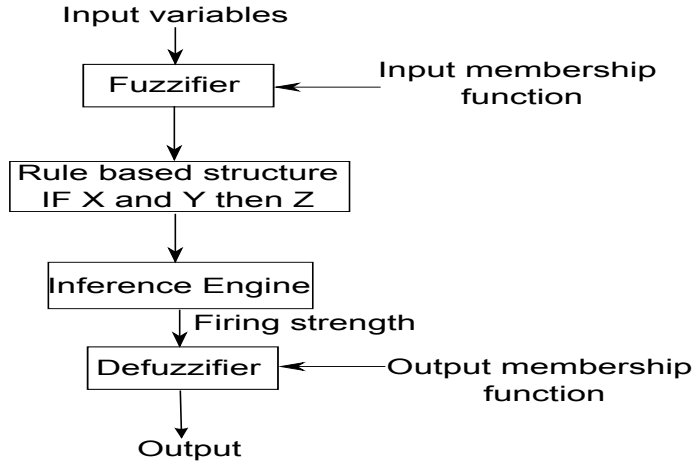 Input variables
Fuzzifier
Input membership
function
Rule based structure
IF X and Y then Z
Inference Engine
Firing strength
Defuzzifier
Output membership
function
Output